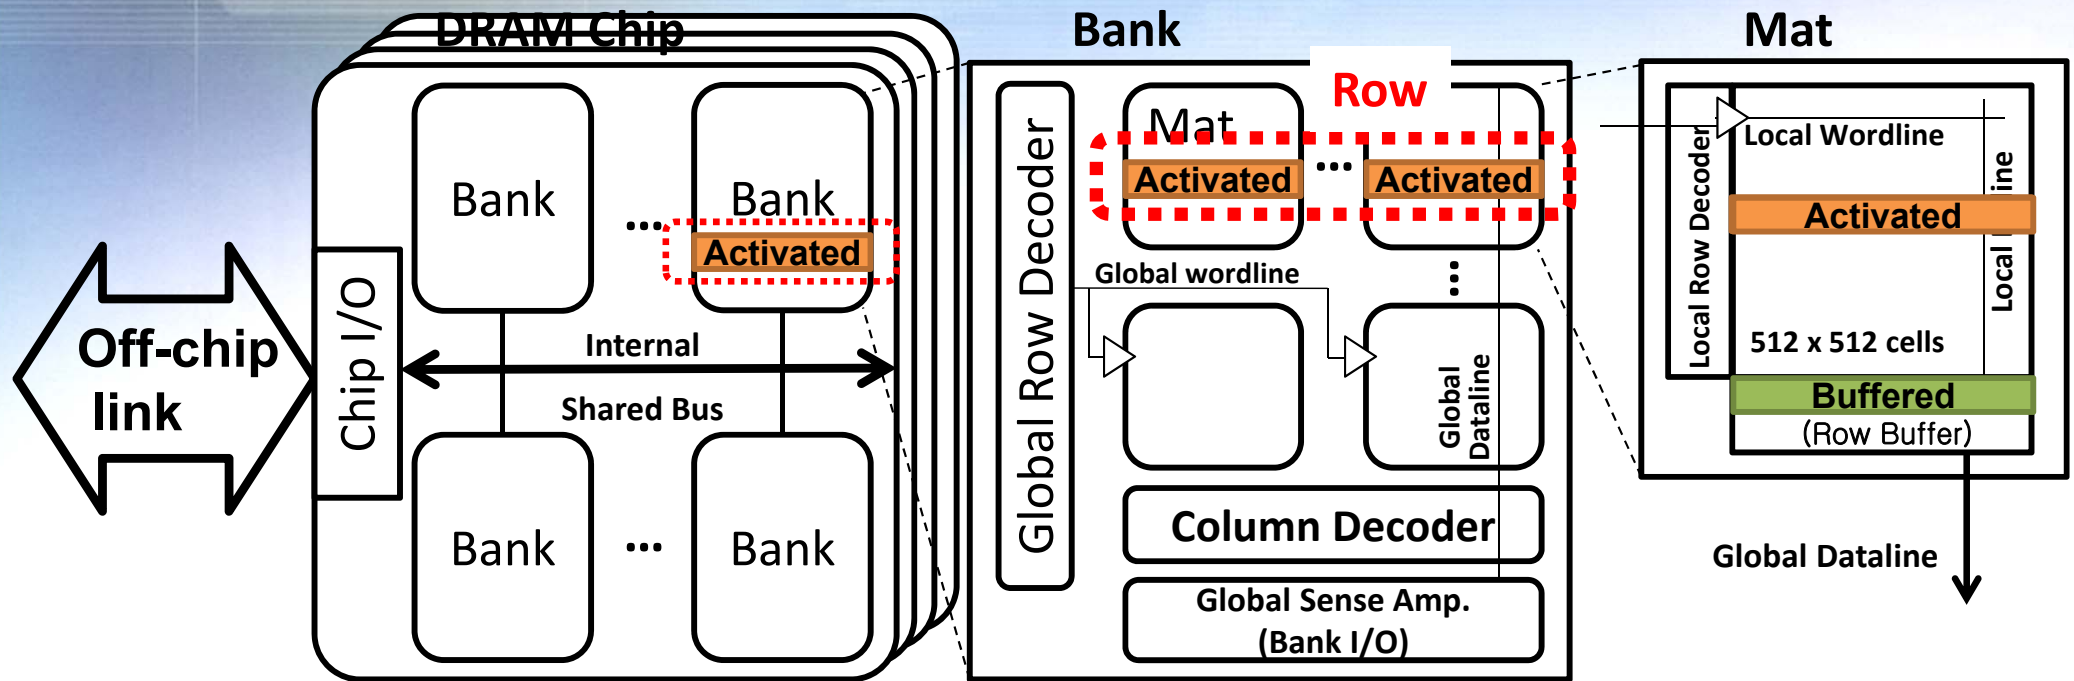 DRAM Chip
Bank
Bank
...
Activated
Chip I/O
Off-chip
link
Internal
Shared Bus
Bank
...
Bank
Bank
Row
Global Row Decoder
Mat
Activated
...
Activated
Global wordline
...
Global
Dataline
Column Decoder
Global Sense Amp.
(Bank I/O)
Mat
Local Row Decoder
Local Wordline
Local
ine
Activated
512 x 512 cells
Buffered
(Row Buffer)
Global Dataline